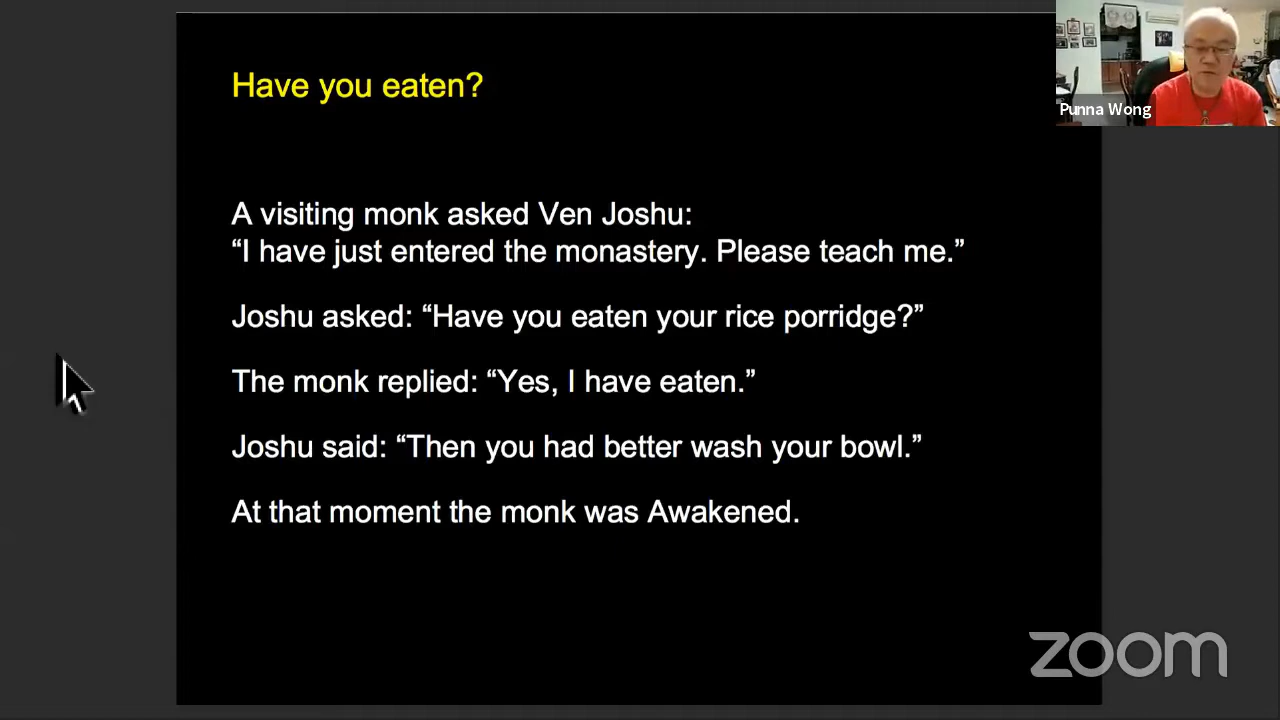 Have you eaten?
Punna Wong
A visiting monk asked Ven Joshu:
“I have just entered the monastery. Please teach me.”
Joshu asked: “Have you eaten your rice porridge?”
The monk replied: “Yes, I have eaten.”
Joshu said: “Then you had better wash your bowl.”
At that moment the monk was Awakened.
zoom